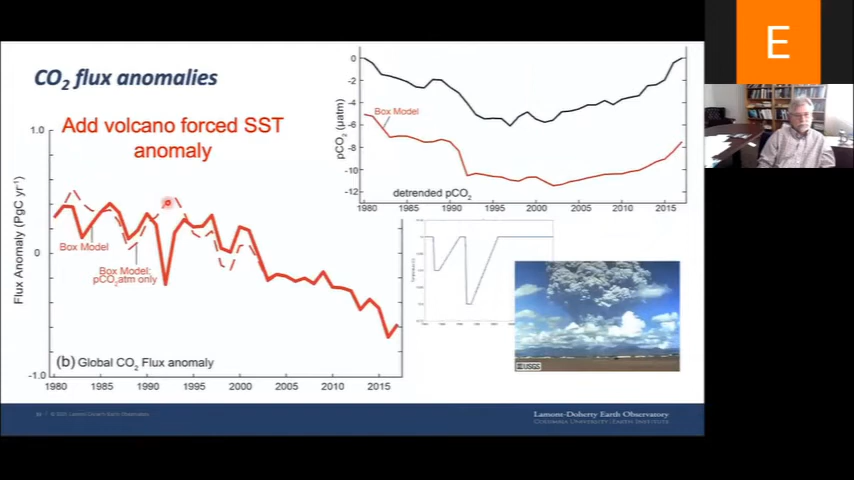 CO2 flux anomalies
Add volcano forced SST
anomaly
1.0
0
-1.0
Flux Anomaly (PgC yr-1)
Box Model
Box Model:
pCO2atm only
(b) Global CO2 Flux anomaly
1980 1985 1990 1995 2000 2005 2010 2015
0
-2
-4
-6
-8
-10
-12
pCO2 (µatm)
Box Model
detrended pCO2
1980 1985 1990 1995 2000 2005 2010 2015
USGS
Lamont-Doherty Earth Observatory
Columbia University | Earth Institute
E